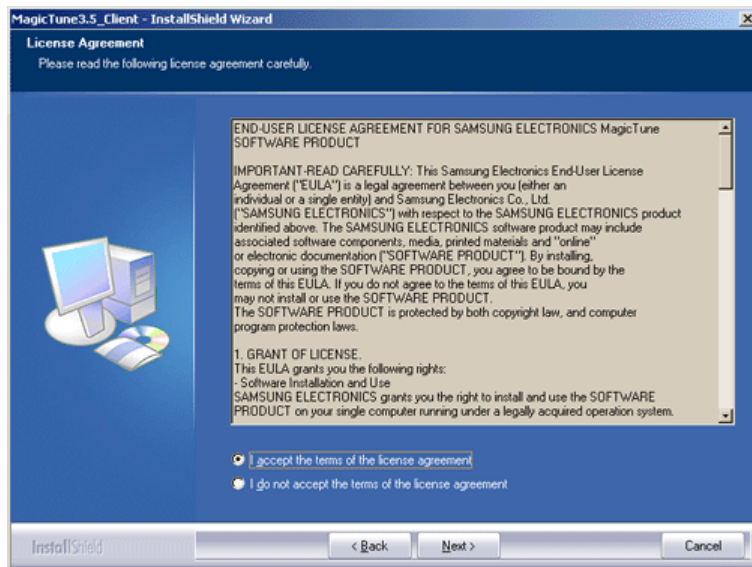 MagicTune3.5_Client - InstallShield Wizard
License Agreement
Please read the following license agreement carefully.
END-USER LICENSE AGREEMENT FOR SAMSUNG ELECTRONICS MagicTune
SOFTWARE PRODUCT
IMPORTANT-READ CAREFULLY: This Samsung Electronics End-User License
Agreement ("EULA") is a legal agreement between you (either an
individual or a single entity) and Samsung Electronics Co., Ltd.
("SAMSUNG ELECTRONICS") with respect to the SAMSUNG ELECTRONICS product
identified above. The SAMSUNG ELECTRONICS software product may include
associated software components, media, printed materials and "online"
or electronic documentation ("SOFTWARE PRODUCT"). By installing,
copying or using the SOFTWARE PRODUCT, you agree to be bound by the
terms of this EULA. If you do not agree to the terms of this EULA, you
may not install or use the SOFTWARE PRODUCT.
The SOFTWARE PRODUCT is protected by both copyright law, and computer
program protection laws.
1. GRANT OF LICENSE.
This EULA grants you the following rights:
- Software Installation and Use
SAMSUNG ELECTRONICS grants you the right to install and use the SOFTWARE
PRODUCT on your single computer running under a legally acquired operation system.
I accept the terms of the license agreement
I do not accept the terms of the license agreement
InstallShield
< Back
Next >
Cancel